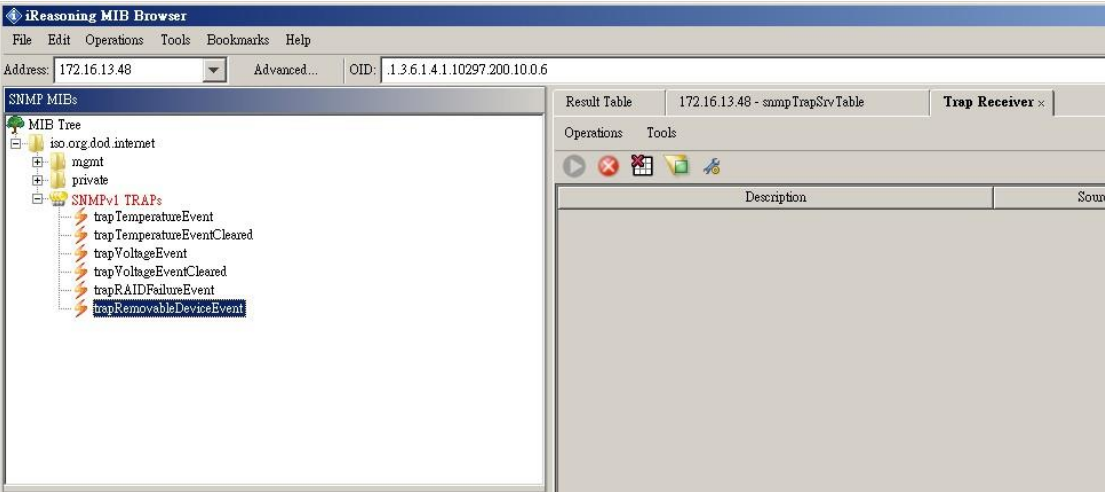 iReasoning MIB Browser
File Edit Operations Tools Bookmarks Help
Address: 172.16.13.48 Advanced... OID: .1.3.6.1.4.1.10297.200.10.0.6
SNMP MIBs
MIB Tree
iso.org.dod.internet
mgmt
private
SNMPv1 TRAPs
trapTemperatureEvent
trapTemperatureEventCleared
trapVoltageEvent
trapVoltageEventCleared
trapRAIDFailureEvent
trapRemovableDeviceEvent
Result Table 172.16.13.48 - snmpTrapSrvTable Trap Receiver ×
Operations Tools
Description Sour